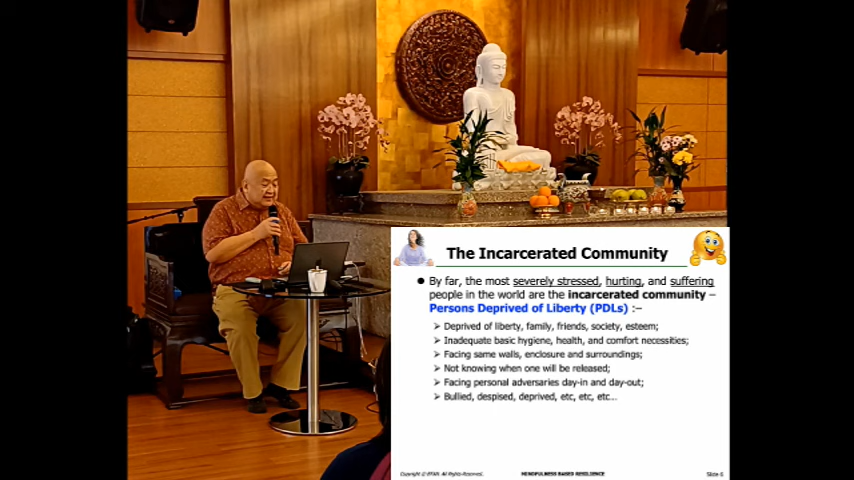 The Incarcerated Community
● By far, the most severely stressed, hurting, and suffering
people in the world are the incarcerated community –
Persons Deprived of Liberty (PDLs) :–
➢ Deprived of liberty, family, friends, society, esteem;
➢ Inadequate basic hygiene, health, and comfort necessities;
➢ Facing same walls, enclosure and surroundings;
➢ Not knowing when one will be released;
➢ Facing personal adversaries day-in and day-out;
➢ Bullied, despised, deprived, etc, etc, etc...
All Rights Reserved.
MINDFULNESS BASED RESILIENCE
Slide 6